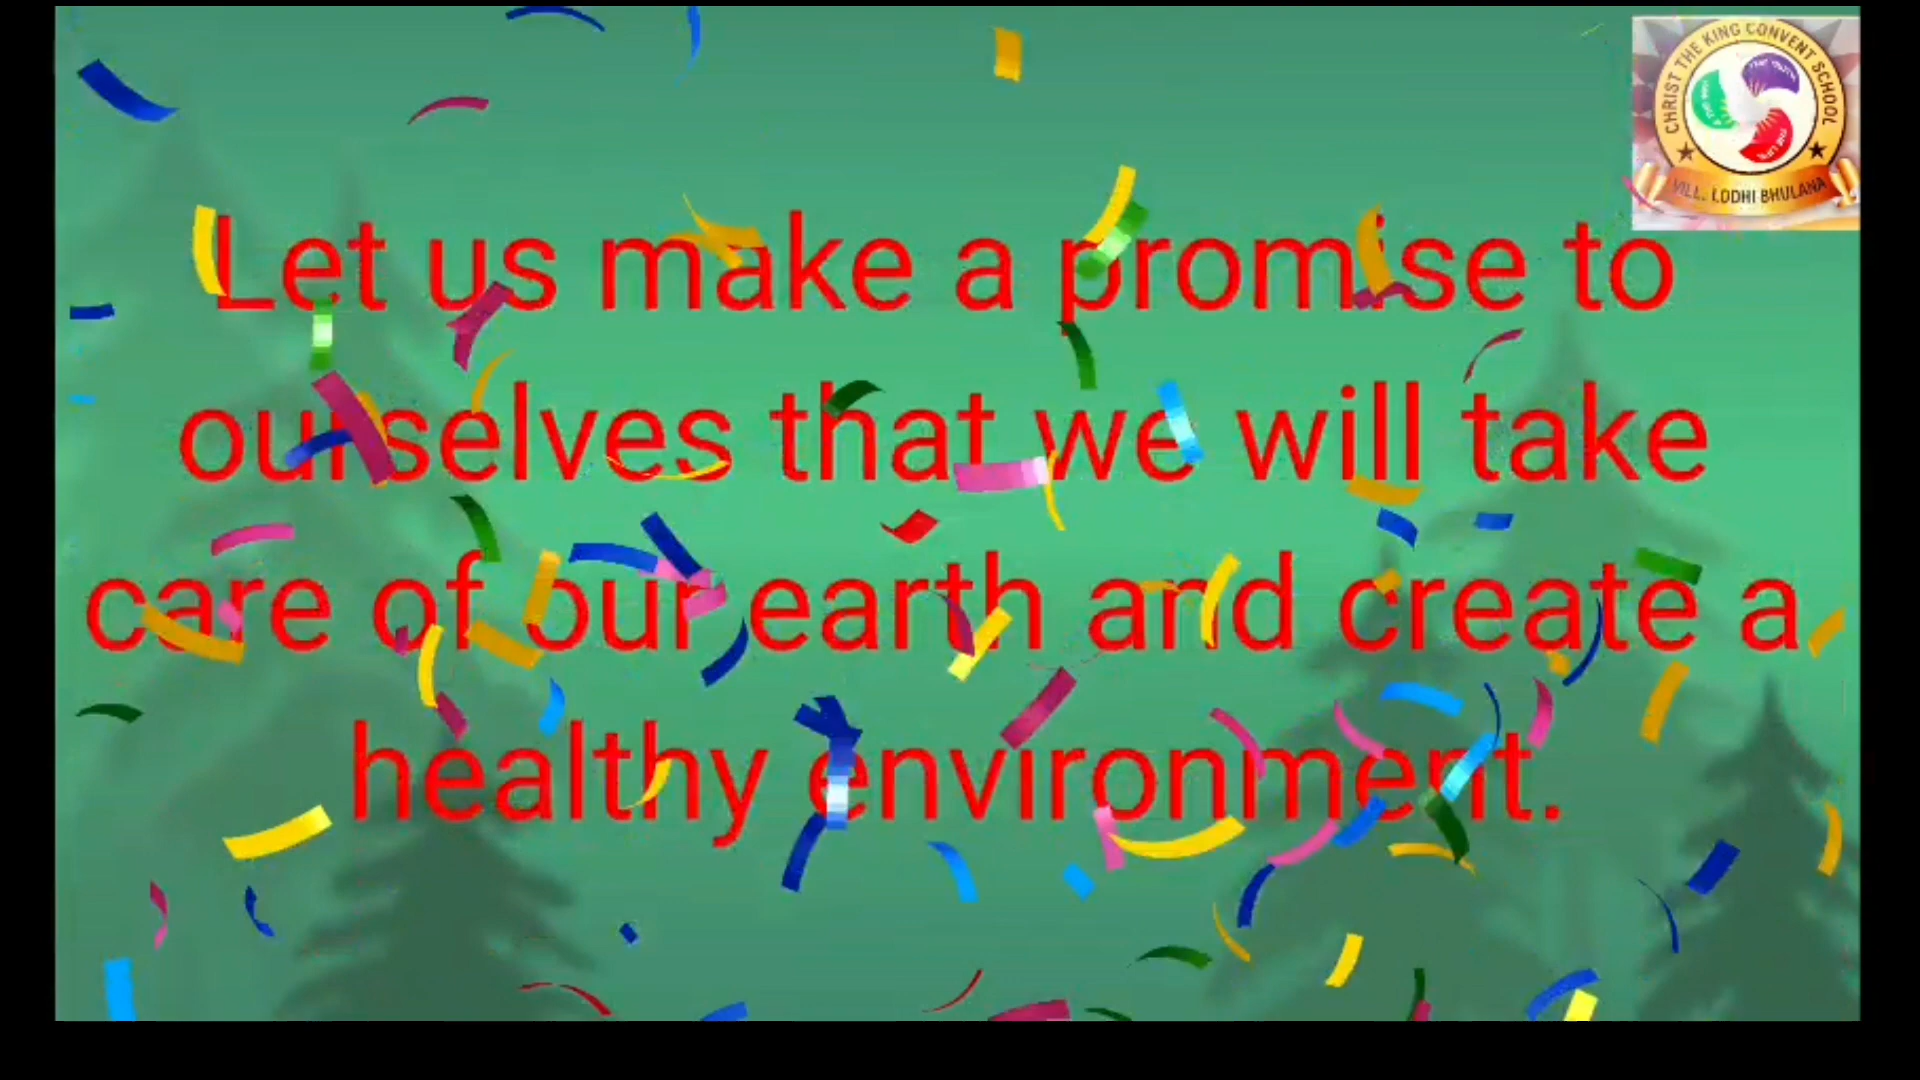 CHRIST THE KING CONVENT SCHOOL
VILL. LODHI BHULANA
Let us make a promise to
ourselves that we will take
care of our earth and create a
healthy environment.